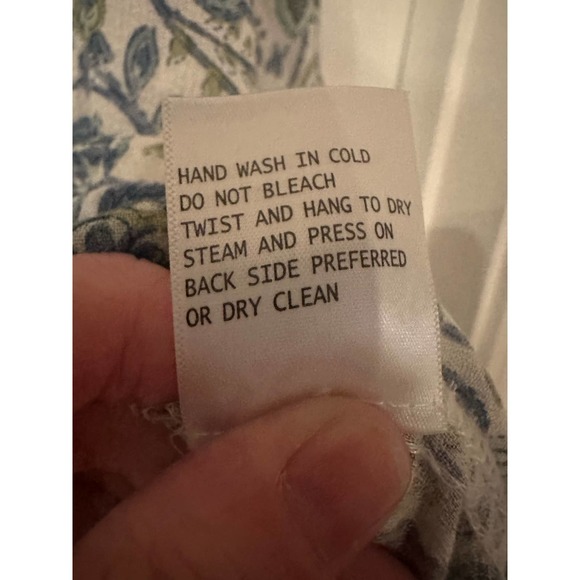 HAND WASH IN COLD
DO NOT BLEACH
TWIST AND HANG TO DRY
STEAM AND PRESS ON
BACK SIDE PREFERRED
OR DRY CLEAN